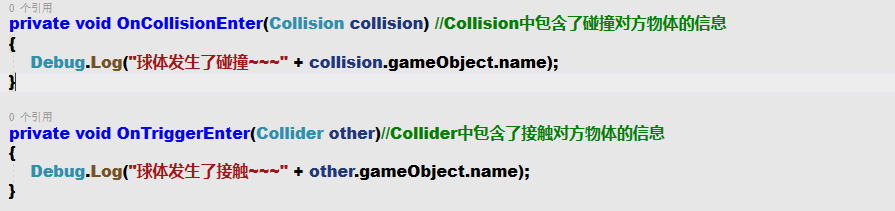 0 个引用
private void OnCollisionEnter(Collision collision) //Collision中包含了碰撞对方物体的信息
{
Debug.Log("球体发生了碰撞~~~" + collision.gameObject.name);
}
0 个引用
private void OnTriggerEnter(Collider other)//Collider中包含了接触对方物体的信息
{
Debug.Log("球体发生了接触~~~" + other.gameObject.name);
}